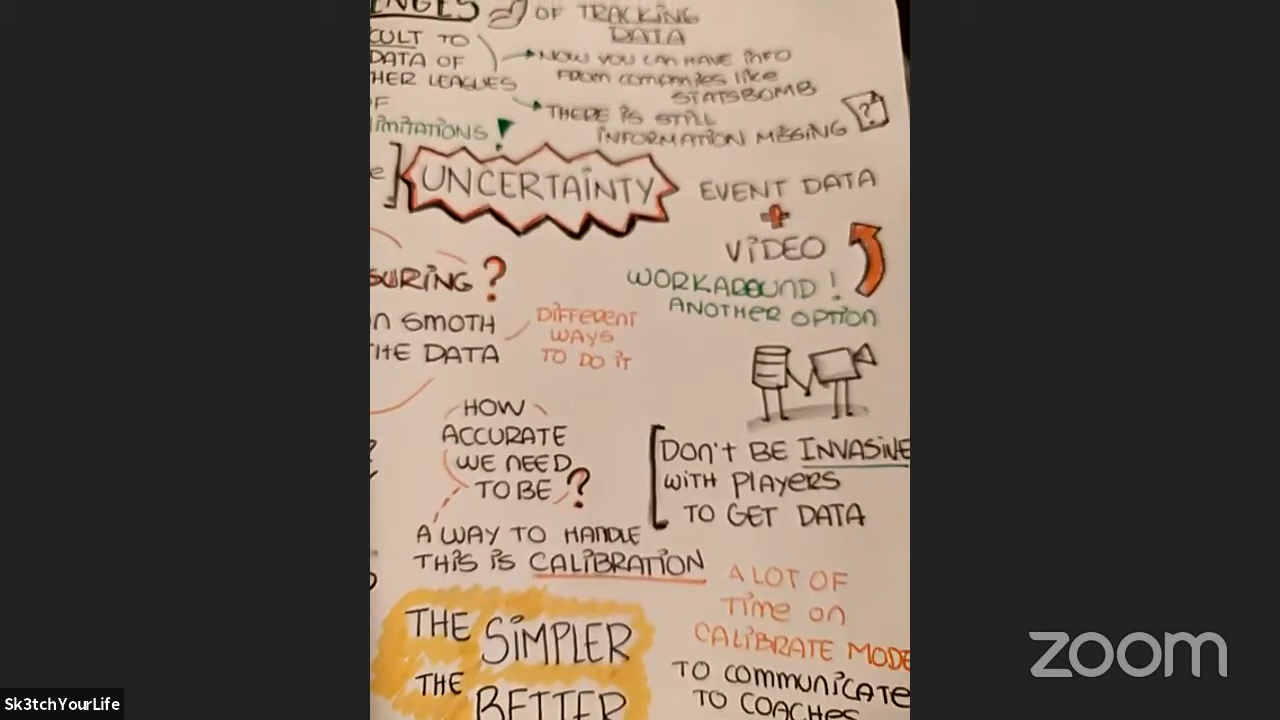 ENGES
OF TRACKING
DATA
CULT TO
DATA OF
HER LEAGUES
NOW YOU CAN HAVE INFO
FROM COMPANIES LIKE
STATSBOMB
THERE IS STILL
INFORMATION MISSING
?
F
LIMITATIONS !
e
UNCERTAINTY
EVENT DATA
+
VIDEO
WORKAROUND !
ANOTHER OPTION
SURING?
N SMOTH
THE DATA
DIFFERENT
WAYS
TO DO IT
HOW
ACCURATE
WE NEED
TO BE ?
A WAY TO HANDLE
THIS IS CALIBRATION
DON'T BE INVASIVE
WITH PLAYERS
TO GET DATA
THE SIMPLER
THE
BETTER
A LOT OF
TIME ON
CALIBRATE MODE
TO COMMUNICATE
TO COACHES
zoom
Sk3tchYourLife